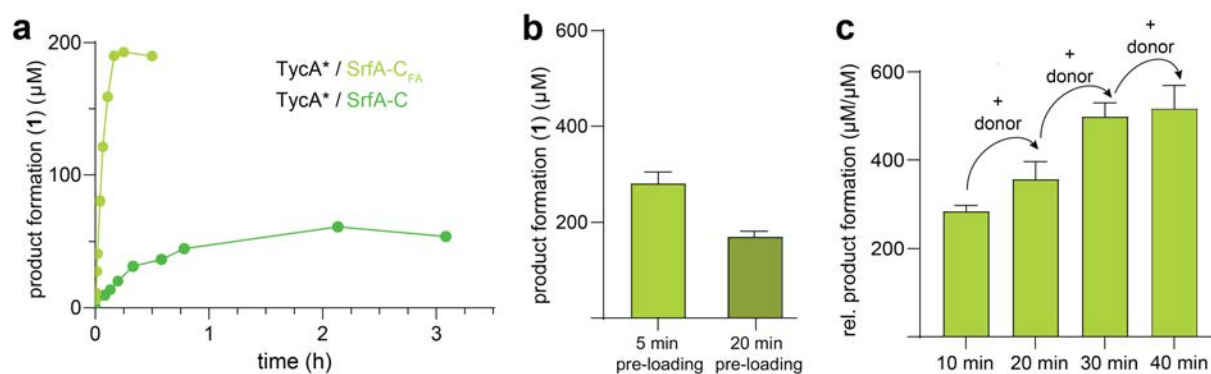 a
product formation (1) (µM)
200
100
0
TycA* / SrfA-C_FA
TycA* / SrfA-C
0
1
2
3
time (h)
b
product formation (1) (µM)
600
400
200
5 min
pre-loading
20 min
pre-loading
c
rel. product formation (µM/µM)
600
400
200
+
donor
+
donor
+
donor
10 min
20 min
30 min
40 min